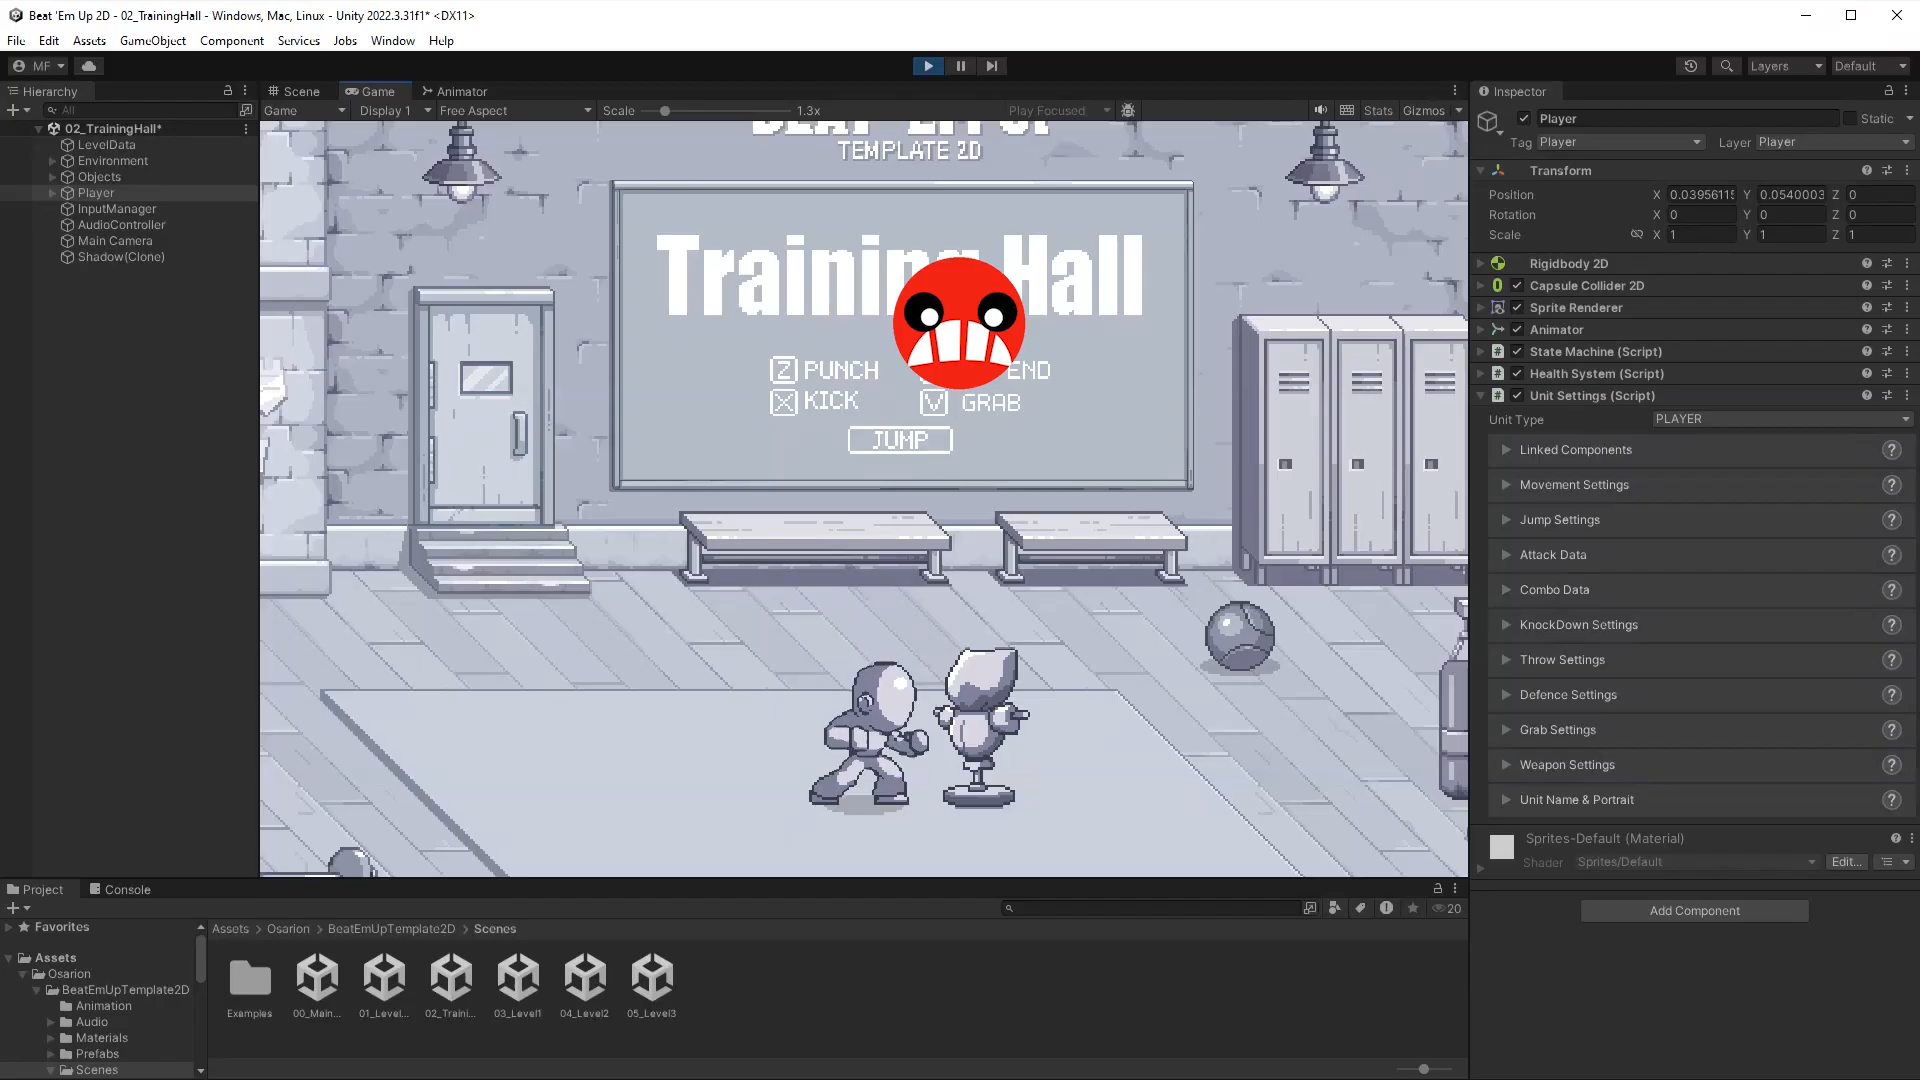 Beat 'Em Up 2D - 02_TrainingHall - Windows, Mac, Linux - Unity 2022.3.31f1* <DX11>
File Edit Assets GameObject Component Services Jobs Window Help
MF Layers Default
Hierarchy Scene Game Animator Inspector
All Game Display 1 Free Aspect Scale 1.3x Play Focused Stats Gizmos
02_TrainingHall*
LevelData
Environment
Objects
Player
InputManager
AudioController
Main Camera
Shadow(Clone)
TEMPLATE 2D
Training Hall
Z PUNCH END
X KICK V GRAB
JUMP
Player Static
Tag Player Layer Player
Transform
Position X 0.03956115 Y 0.0540003 Z 0
Rotation X 0 Y 0 Z 0
Scale X 1 Y 1 Z 1
Rigidbody 2D
Capsule Collider 2D
Sprite Renderer
Animator
State Machine (Script)
Health System (Script)
Unit Settings (Script)
Unit Type PLAYER
Linked Components
Movement Settings
Jump Settings
Attack Data
Combo Data
KnockDown Settings
Throw Settings
Defence Settings
Grab Settings
Weapon Settings
Unit Name & Portrait
Sprites-Default (Material)
Shader Sprites/Default Edit...
Add Component
Project Console
20
Favorites
Assets
Osarion
BeatEmUpTemplate2D
Animation
Audio
Materials
Prefabs
Scenes
Assets > Osarion > BeatEmUpTemplate2D > Scenes
Examples 00_Main... 01_Level... 02_Traini... 03_Level1 04_Level2 05_Level3